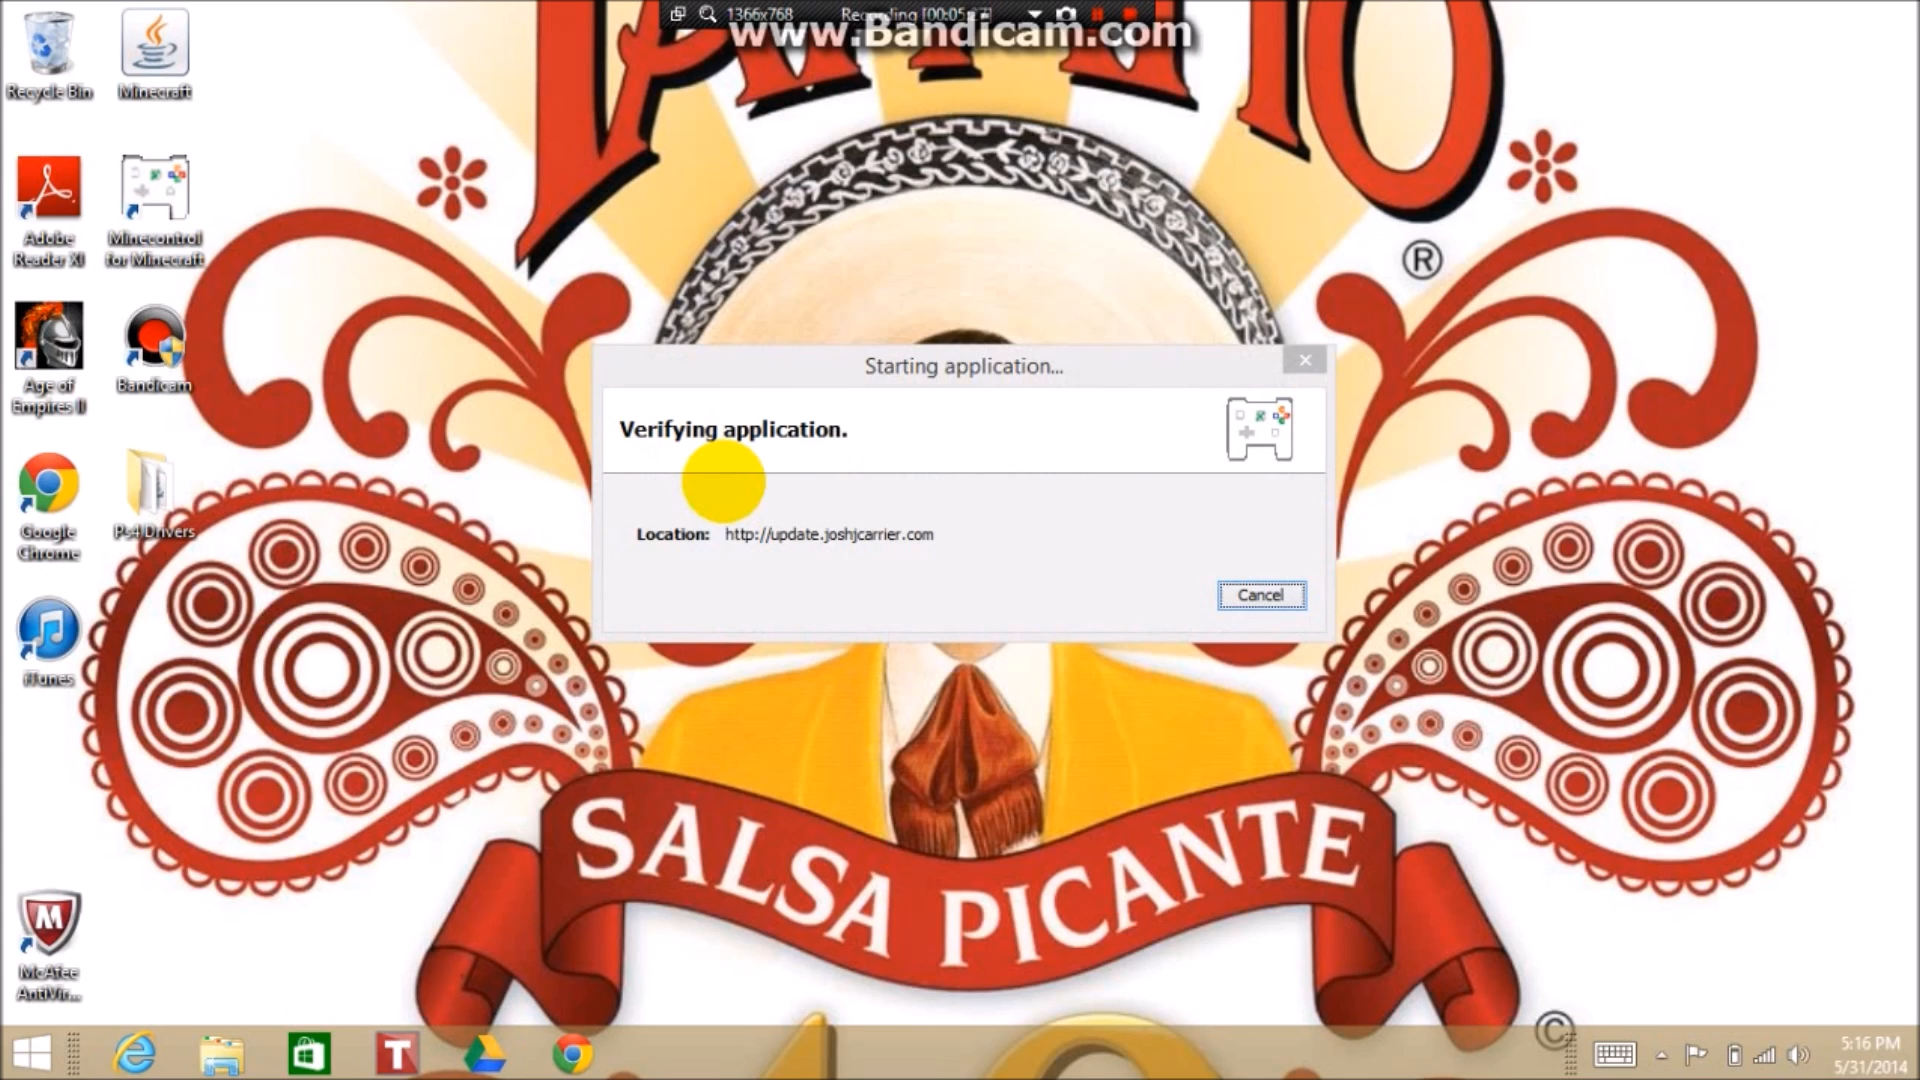 1366x768 Recording [00:05:27]
www.Bandicam.com
Recycle Bin
Minecraft
®
Adobe
Reader XI
Minecontrol
for Minecraft
Starting application...
Age of
Empires II
Bandicam
Verifying application.
Google
Chrome
Ps4 Drivers
Location: http://update.joshjcarrier.com
Cancel
iTunes
SALSA PICANTE
McAfee
AntiVir...
©
5:16 PM
5/31/2014